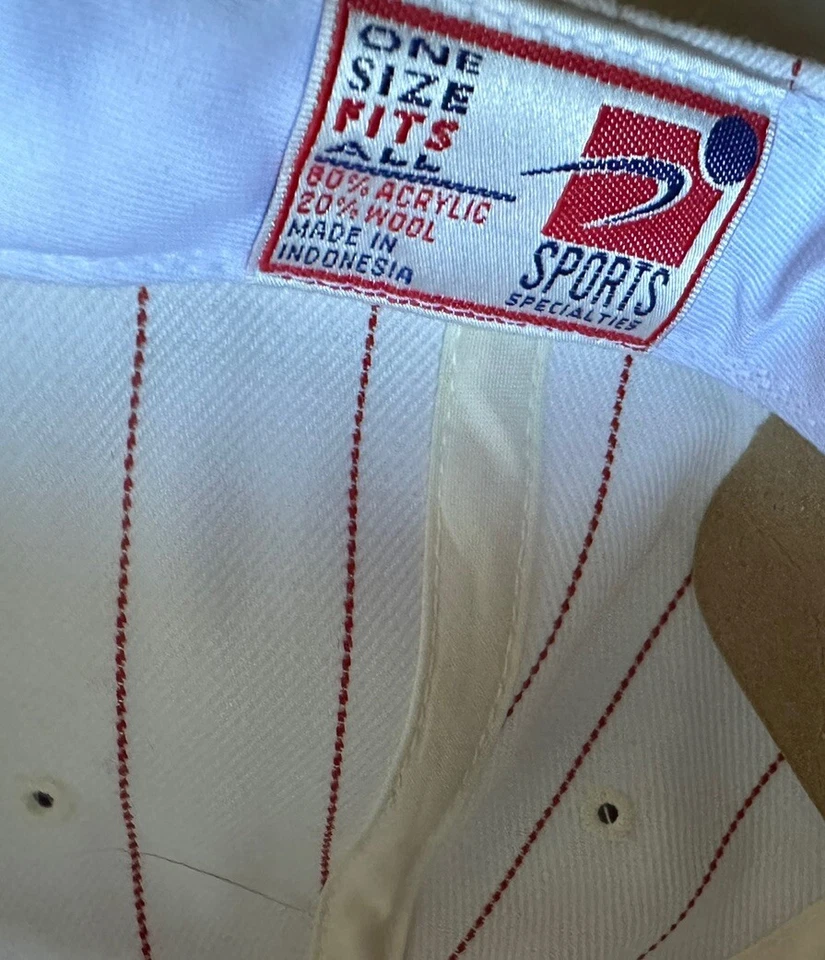 ONE
SIZE
FITS
ALL
80% ACRYLIC
20% WOOL
MADE IN
INDONESIA
SPORTS
SPECIALTIES